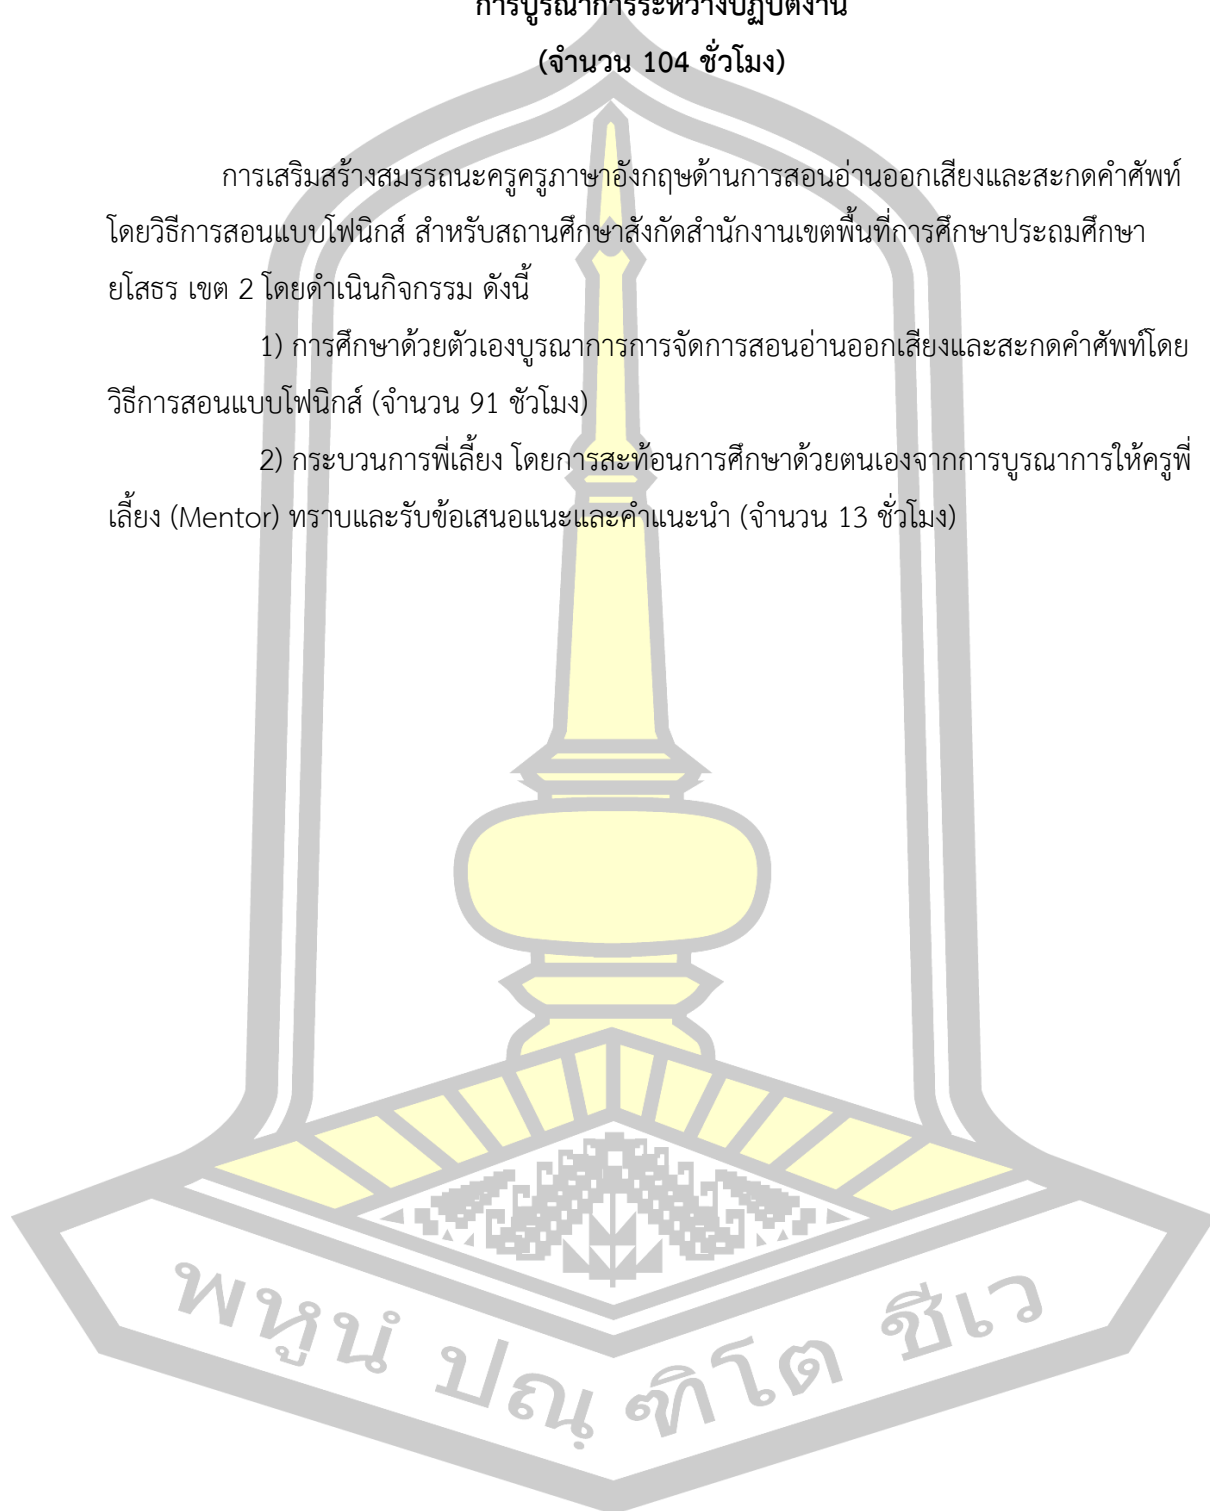 การบูรณาการระหว่างปฏิบัติงาน
(จำนวน 104 ชั่วโมง)
การเสริมสร้างสมรรถนะครูครูภาษาอังกฤษด้านการสอนอ่านออกเสียงและสะกดคำศัพท์
โดยวิธีการสอนแบบโฟนิกส์ สำหรับสถานศึกษาสังกัดสำนักงานเขตพื้นที่การศึกษาประถมศึกษา
ยโสธร เขต 2 โดยดำเนินกิจกรรม ดังนี้
1) การศึกษาด้วยตัวเองบูรณาการการจัดการสอนอ่านออกเสียงและสะกดคำศัพท์โดย
วิธีการสอนแบบโฟนิกส์ (จำนวน 91 ชัวโมง)
2) กระบวนการพี่เลี้ยง โดยการสะท้อนการศึกษาด้วยตนเองจากการบูรณาการให้ครูพี่
เลี้ยง (Mentor) ทราบและรับข้อเสนอแนะและคำแนะนำ (จำนวน 13 ชั่วโมง)
พหูนํ ปณฺฑิโต ชีเว